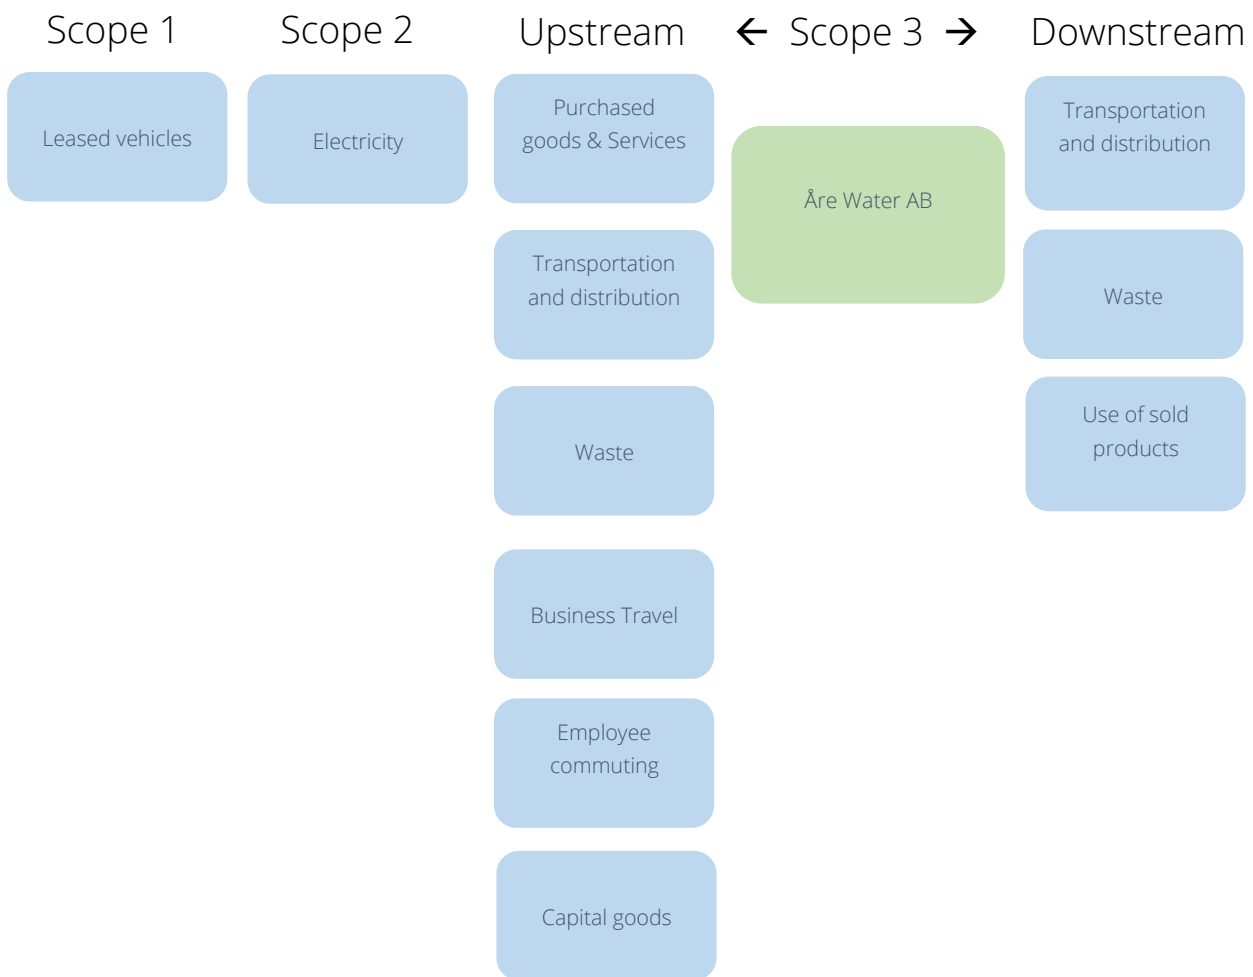 Scope 1
Scope 2
Upstream
← Scope 3 →
Downstream
Leased vehicles
Electricity
Purchased
goods & Services
Transportation
and distribution
Waste
Business Travel
Employee
commuting
Capital goods
Åre Water AB
Transportation
and distribution
Waste
Use of sold
products